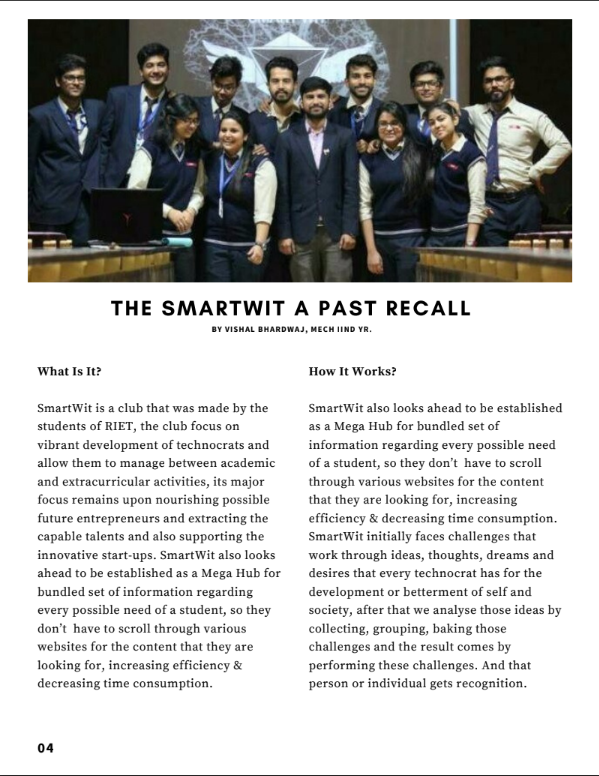 THE SMARTWIT A PAST RECALL
BY VISHAL BHARDWAJ, MECH IIND YR.
What Is It?
SmartWit is a club that was made by the
students of RIET, the club focus on
vibrant development of technocrats and
allow them to manage between academic
and extracurricular activities, its major
focus remains upon nourishing possible
future entrepreneurs and extracting the
capable talents and also supporting the
innovative start-ups. SmartWit also looks
ahead to be established as a Mega Hub for
bundled set of information regarding
every possible need of a student, so they
don't  have to scroll through various
websites for the content that they are
looking for, increasing efficiency &
decreasing time consumption.
How It Works?
SmartWit also looks ahead to be established
as a Mega Hub for bundled set of
information regarding every possible need
of a student, so they don't  have to scroll
through various websites for the content
that they are looking for, increasing
efficiency & decreasing time consumption.
SmartWit initially faces challenges that
work through ideas, thoughts, dreams and
desires that every technocrat has for the
development or betterment of self and
society, after that we analyse those ideas by
collecting, grouping, baking those
challenges and the result comes by
performing these challenges. And that
person or individual gets recognition.
04